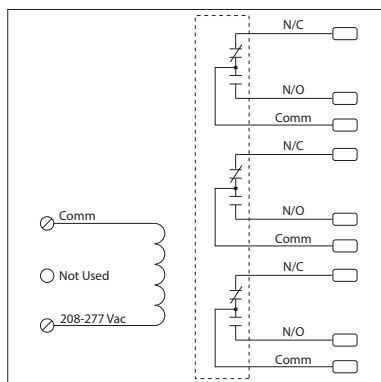 N/C
N/O
Comm
N/C
N/O
Comm
N/C
N/O
Comm
Comm
Not Used
208-277 Vac